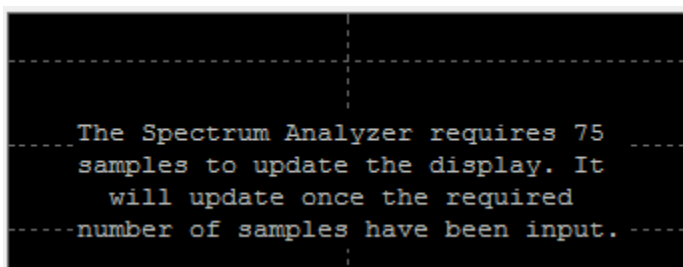 The Spectrum Analyzer requires 75
samples to update the display. It
will update once the required
number of samples have been input.